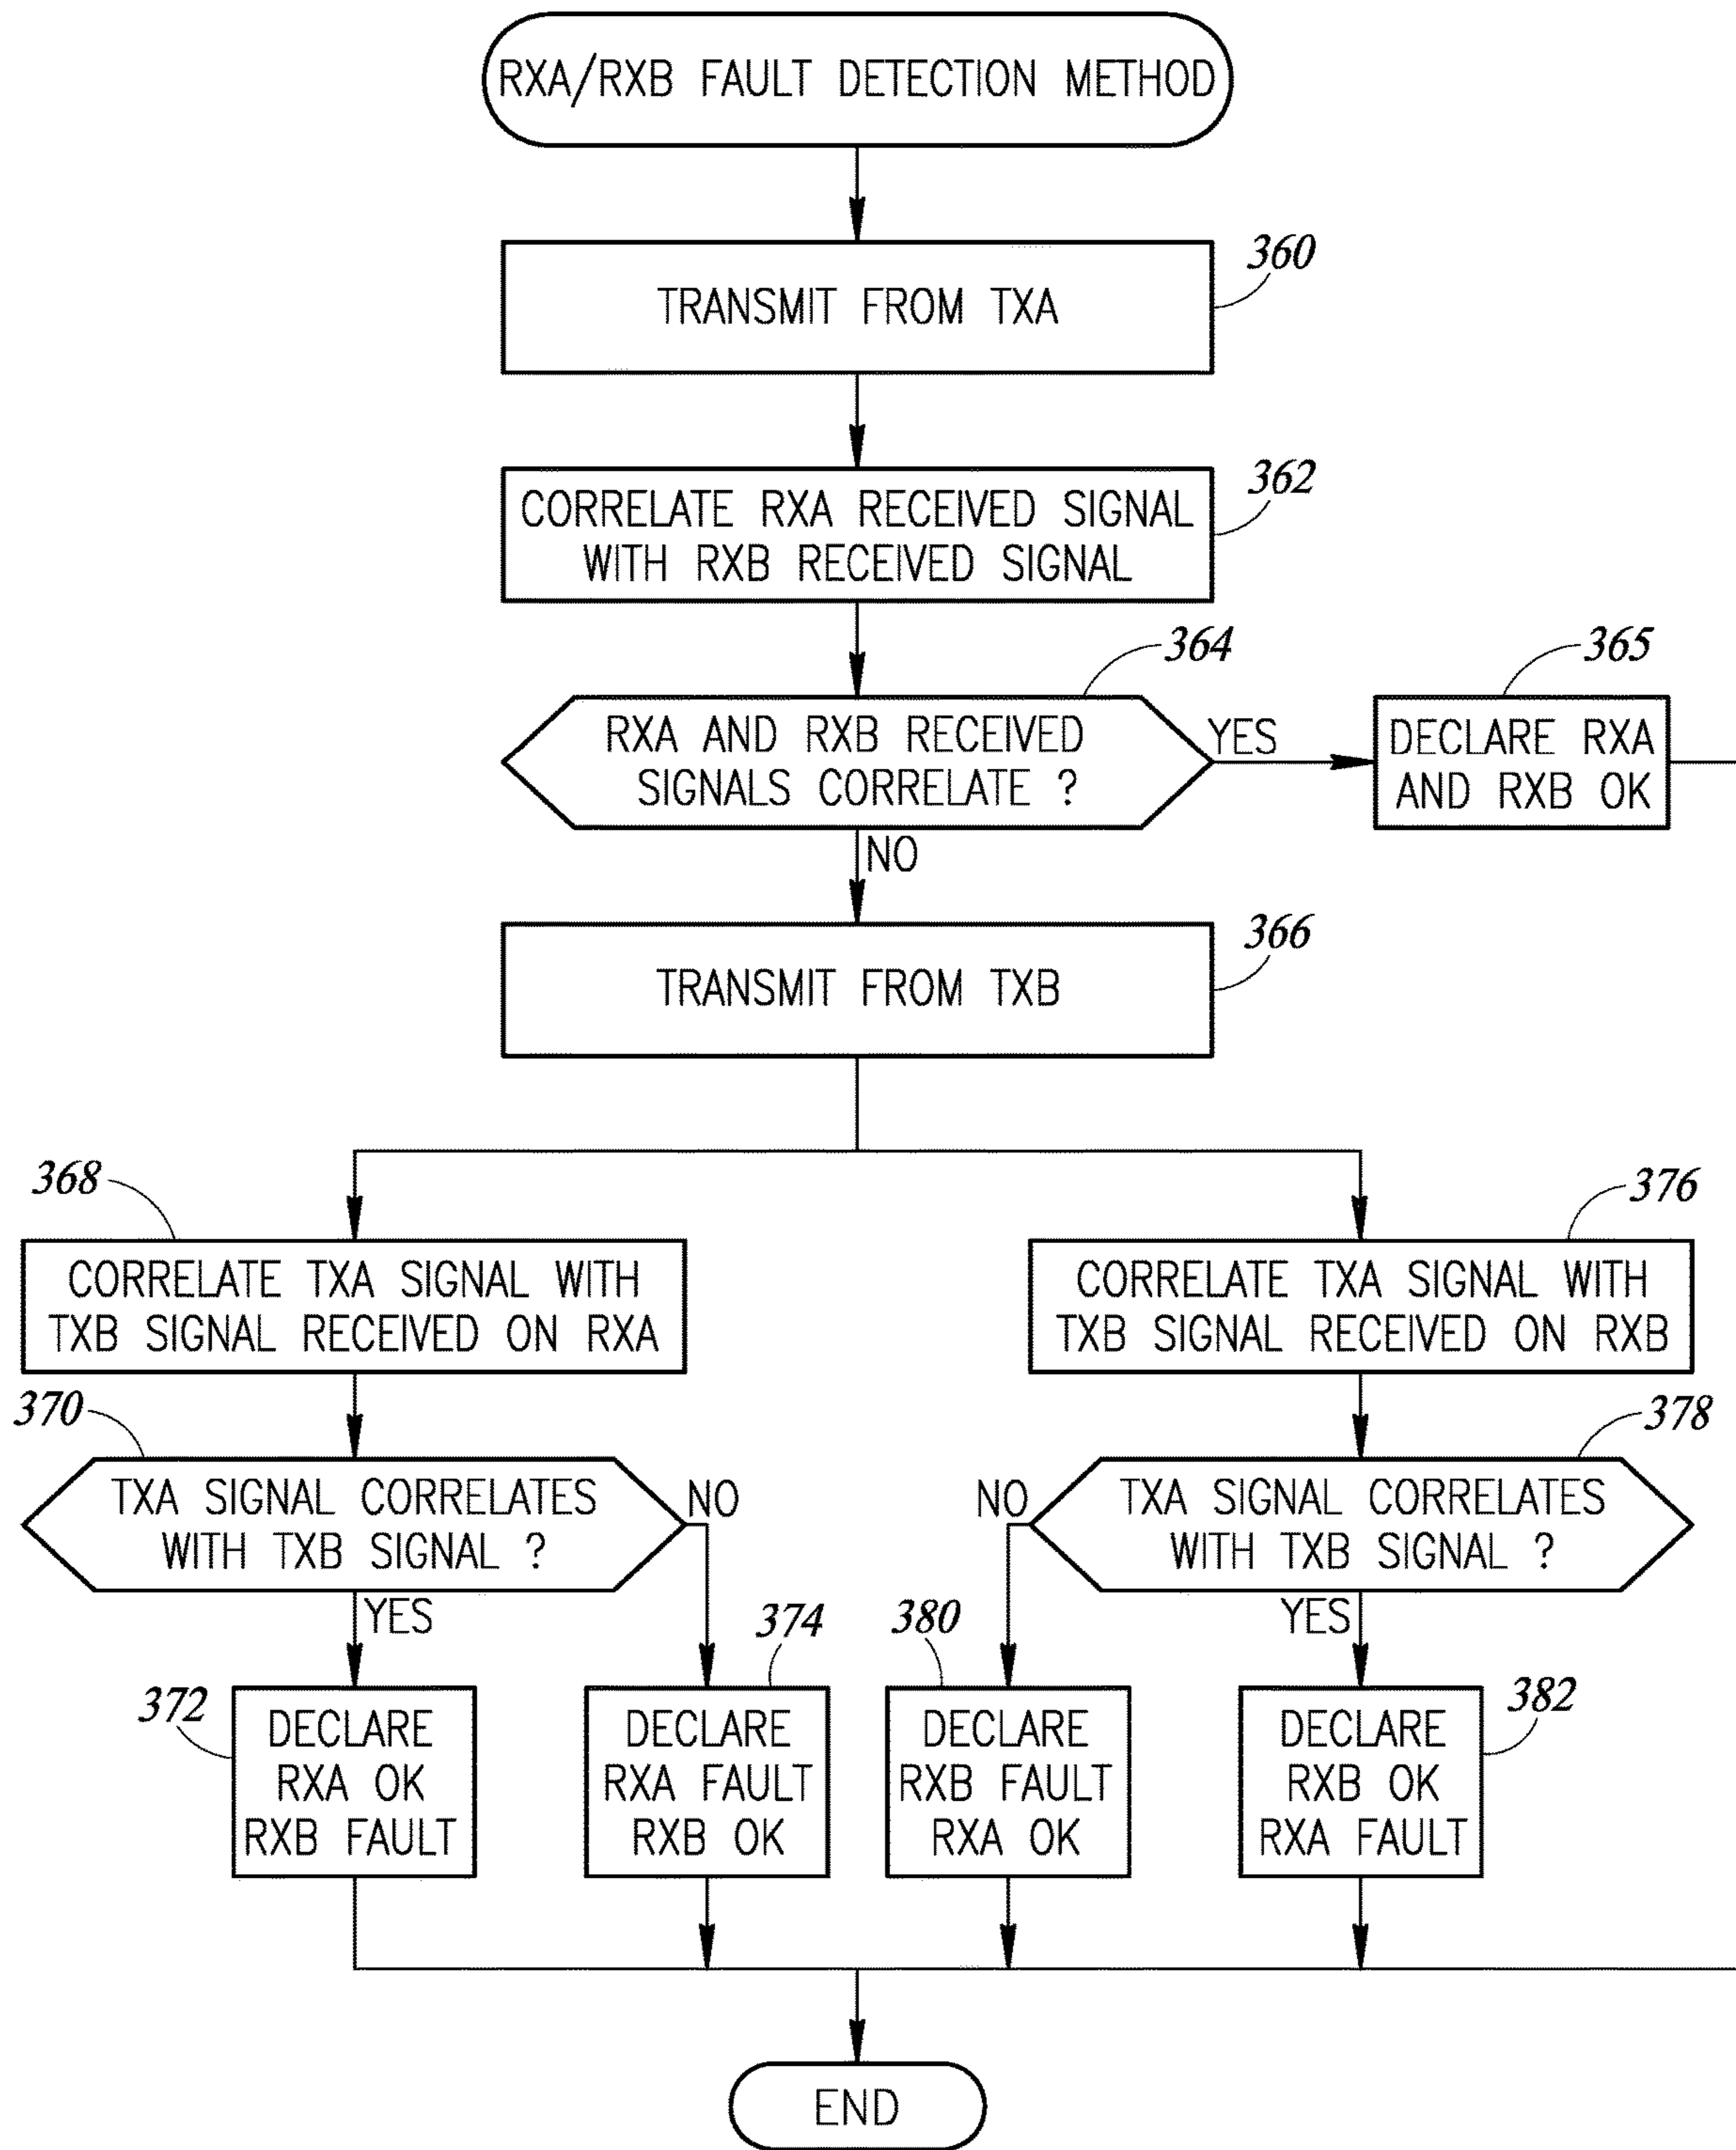 RXA/RXB FAULT DETECTION METHOD
360
TRANSMIT FROM TXA
362
CORRELATE RXA RECEIVED SIGNAL
WITH RXB RECEIVED SIGNAL
364
365
RXA AND RXB RECEIVED
SIGNALS CORRELATE ?
YES
DECLARE RXA
AND RXB OK
NO
366
TRANSMIT FROM TXB
368
376
CORRELATE TXA SIGNAL WITH
TXB SIGNAL RECEIVED ON RXA
CORRELATE TXA SIGNAL WITH
TXB SIGNAL RECEIVED ON RXB
370
378
TXA SIGNAL CORRELATES
WITH TXB SIGNAL ?
NO
NO
TXA SIGNAL CORRELATES
WITH TXB SIGNAL ?
YES
374
380
YES
372
DECLARE
RXA OK
RXB FAULT
DECLARE
RXA FAULT
RXB OK
DECLARE
RXB FAULT
RXA OK
DECLARE
RXB OK
RXA FAULT
382
END